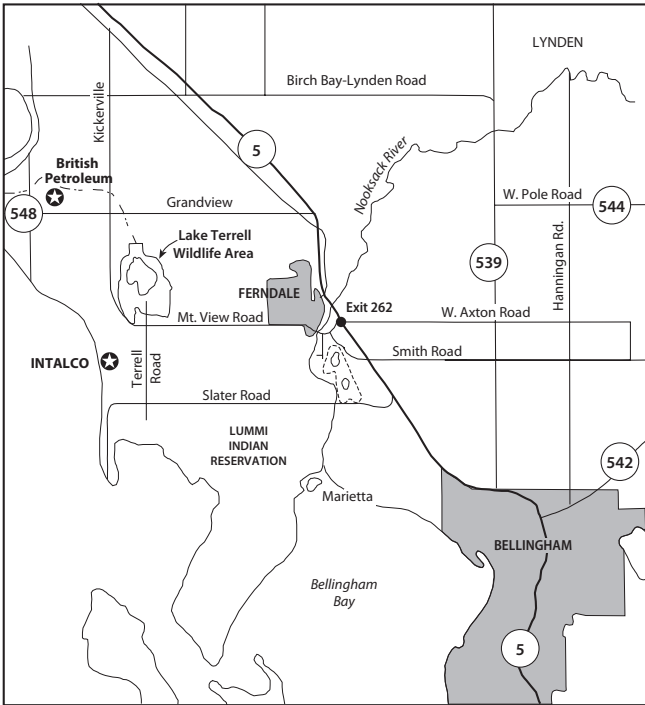 LYNDEN
Birch Bay-Lynden Road
Kickerville
5
Nooksack River
British
Petroleum
548
Grandview
W. Pole Road
544
Lake Terrell
Wildlife Area
539
Hanningan Rd.
FERNDALE
Exit 262
Mt. View Road
W. Axton Road
INTALCO
Terrell
Road
Smith Road
Slater Road
LUMMI
INDIAN
RESERVATION
542
Marietta
BELLINGHAM
Bellingham
Bay
5